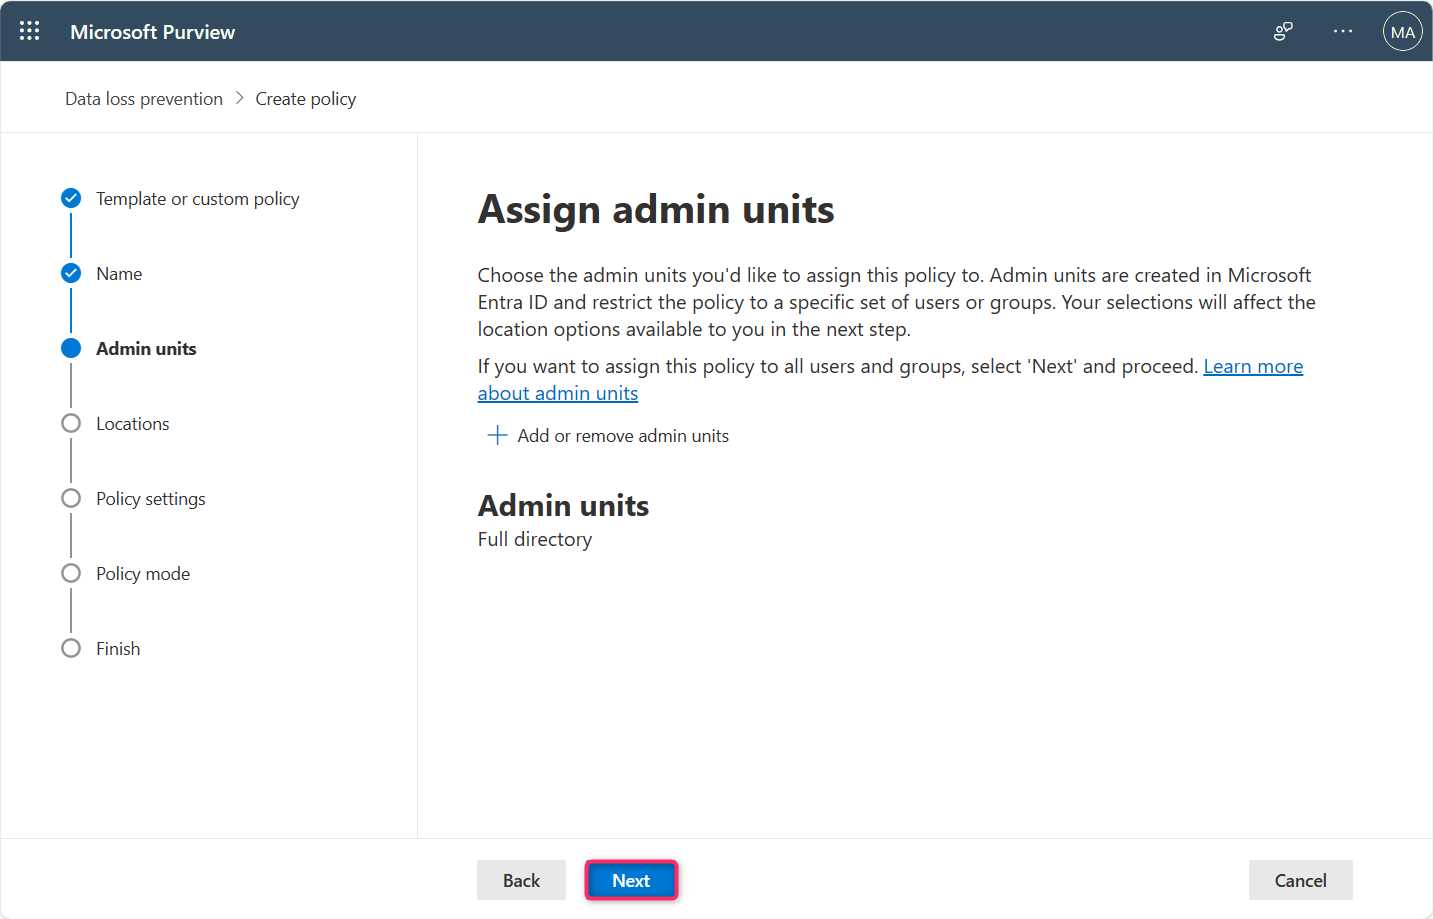 Microsoft Purview
MA
Data loss prevention
Create policy
Template or custom policy
Name
Admin units
Locations
Policy settings
Policy mode
Finish
Assign admin units
Choose the admin units you'd like to assign this policy to. Admin units are created in Microsoft
Entra ID and restrict the policy to a specific set of users or groups. Your selections will affect the
location options available to you in the next step.
If you want to assign this policy to all users and groups, select 'Next' and proceed. Learn more
about admin units
Add or remove admin units
Admin units
Full directory
Back
Next
Cancel